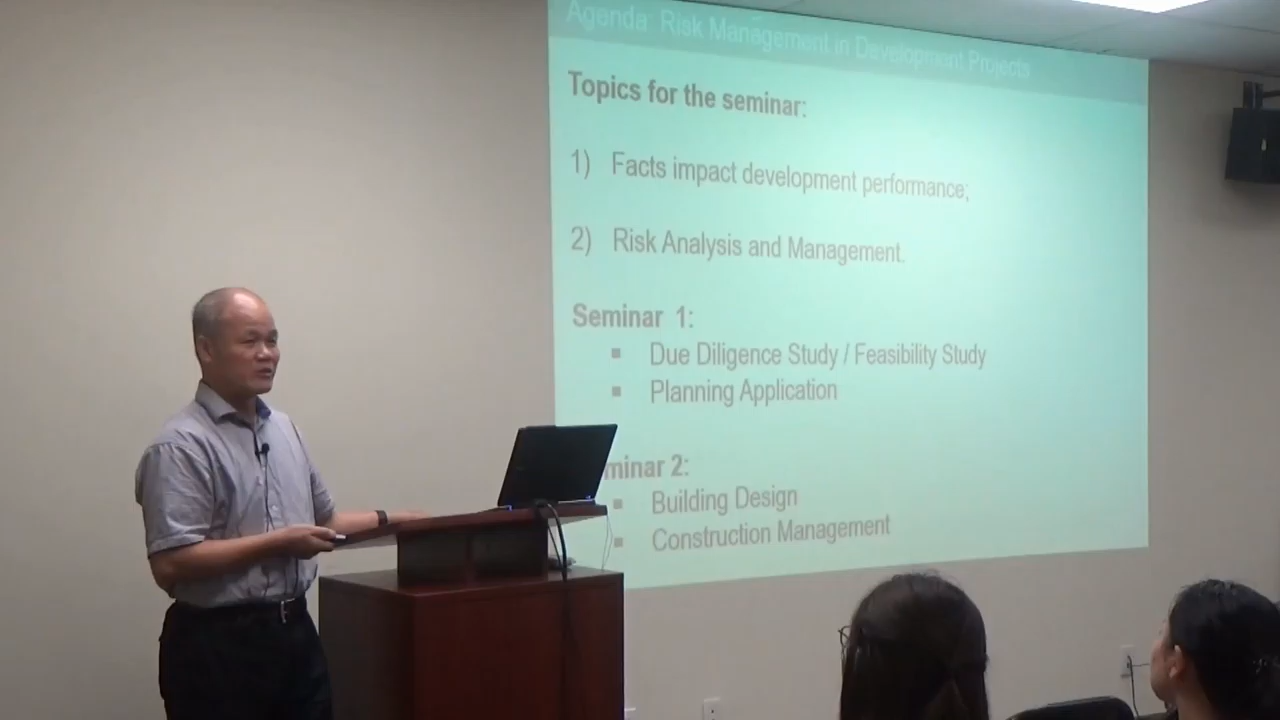 Agenda: Risk Management in Development Projects
Topics for the seminar:
1) Facts impact development performance;
2) Risk Analysis and Management.
Seminar 1:
▪ Due Diligence Study / Feasibility Study
▪ Planning Application
minar 2:
▪ Building Design
▪ Construction Management